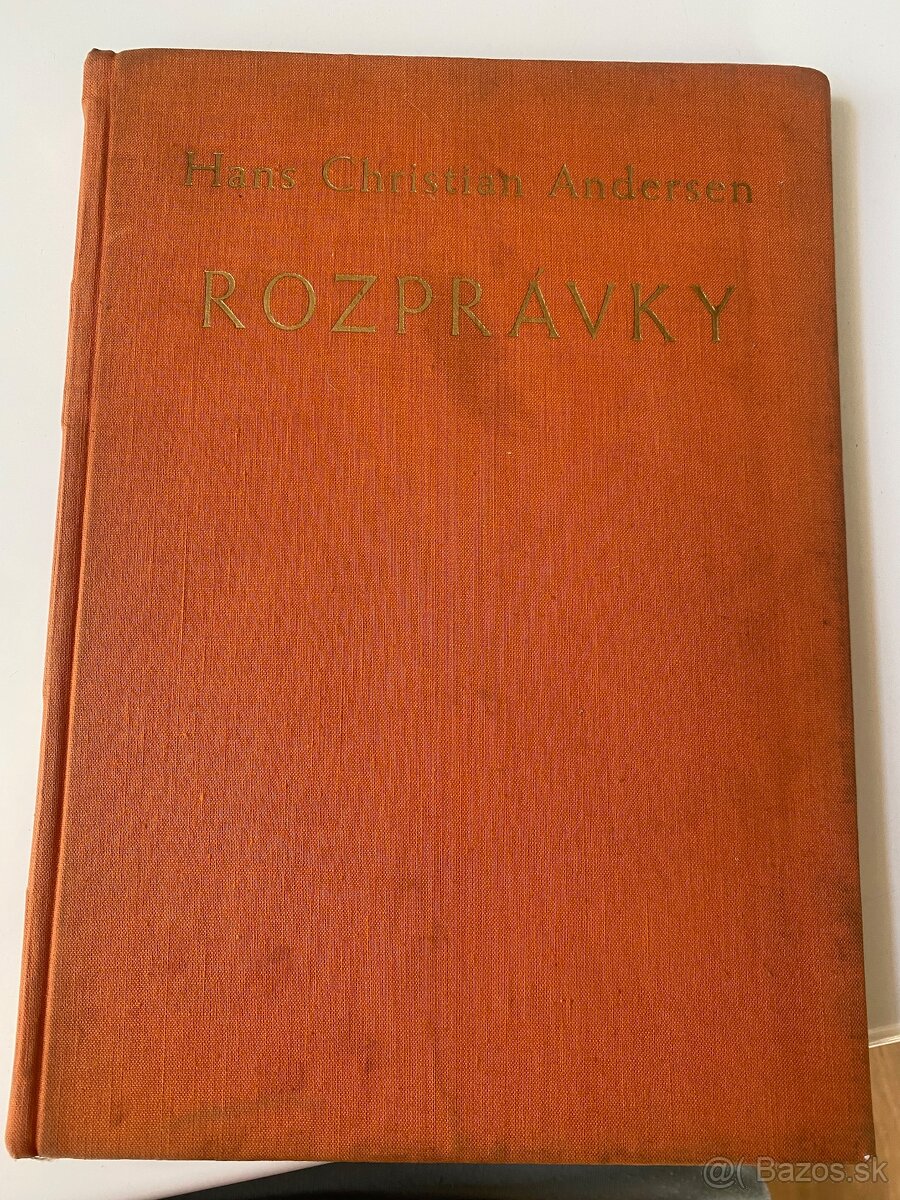 Hans Christian Andersen
ROZPRÁVKY
@( Bazos.sk